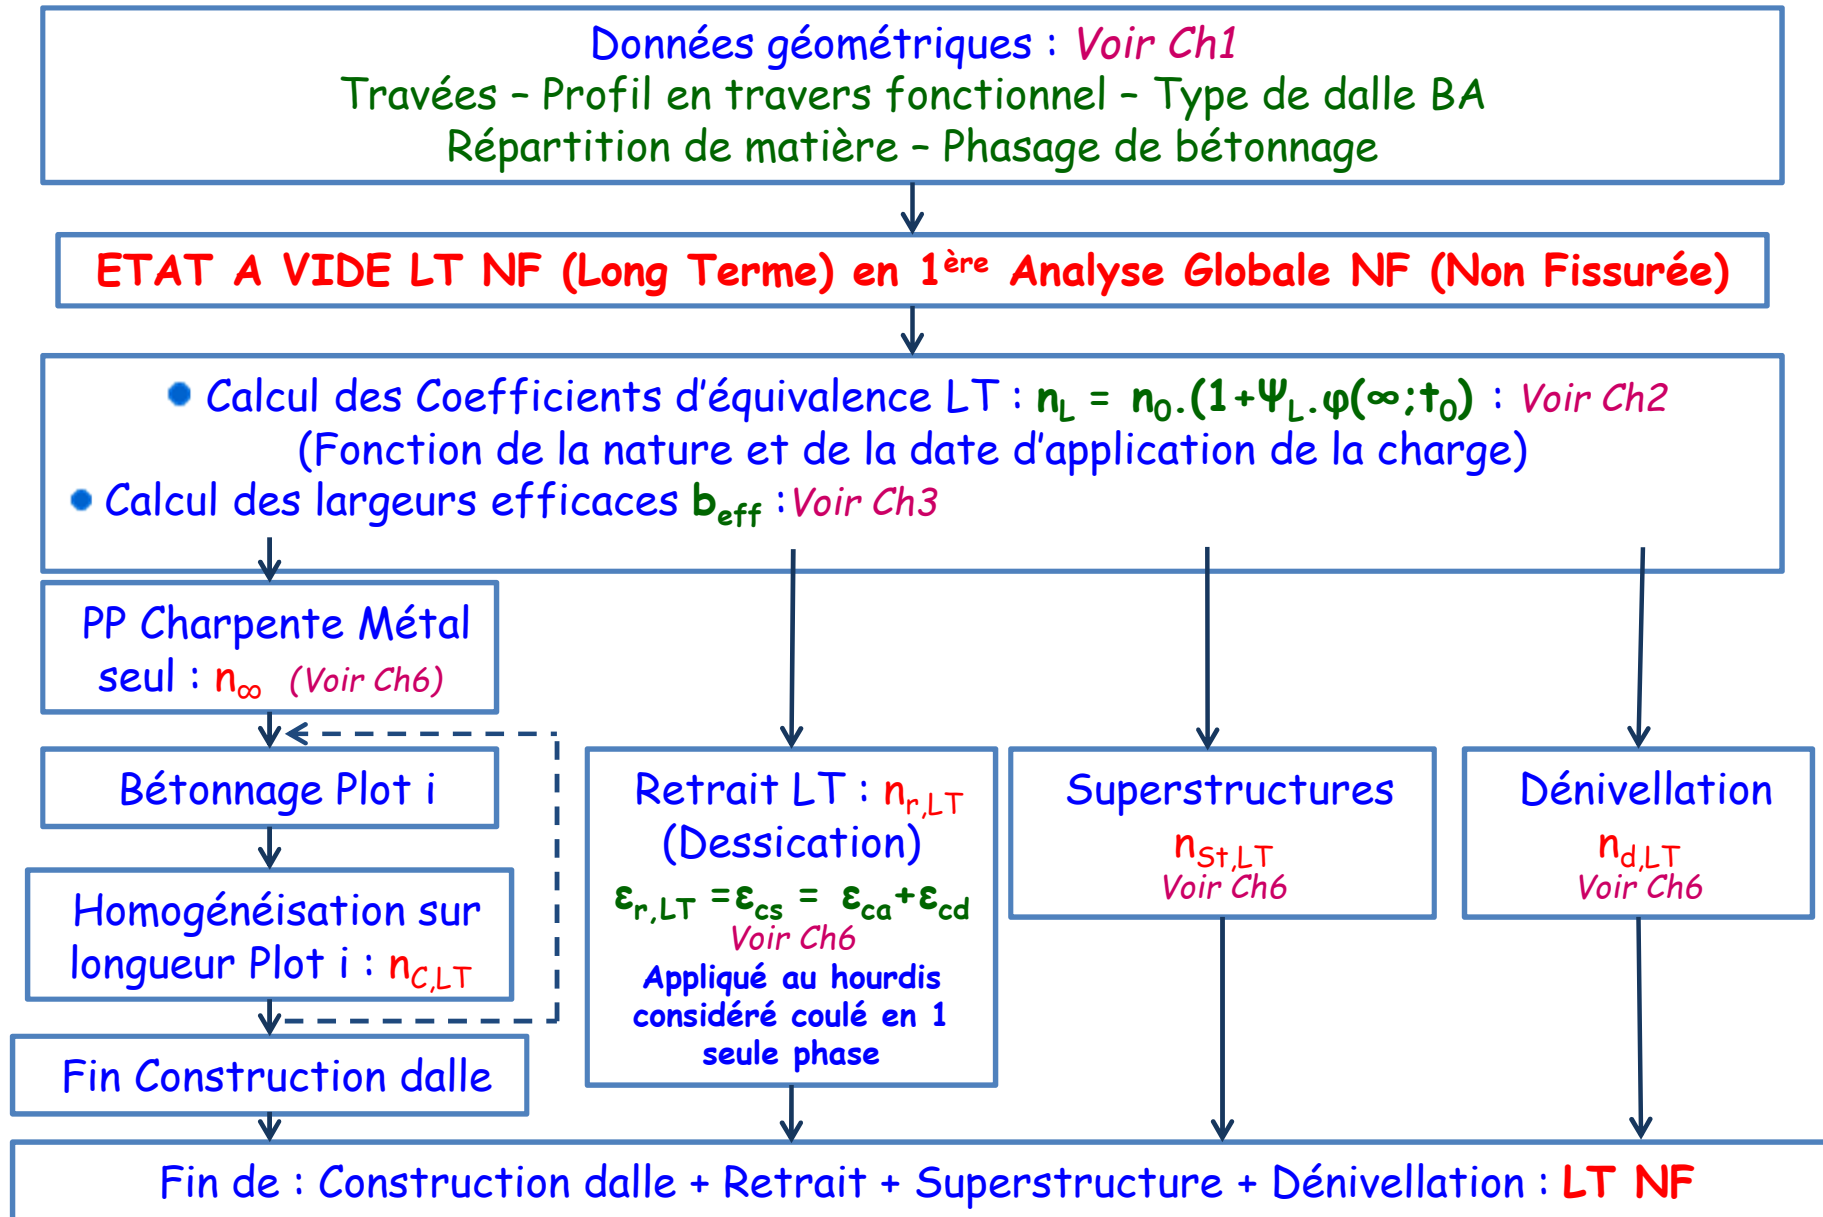 Données géométriques : Voir Ch1
Travées – Profil en travers fonctionnel – Type de dalle BA
Répartition de matière – Phasage de bétonnage
ETAT A VIDE LT NF (Long Terme) en 1ère Analyse Globale NF (Non Fissurée)
Calcul des Coefficients d'équivalence LT : nL = n0.(1+ΨL.φ(∞;t0) : Voir Ch2
(Fonction de la nature et de la date d'application de la charge)
Calcul des largeurs efficaces beff :Voir Ch3
PP Charpente Métal
seul : n∞ (Voir Ch6)
Bétonnage Plot i
Homogénéisation sur
longueur Plot i : nC,LT
Fin Construction dalle
Retrait LT : nr,LT
(Dessication)
εr,LT =εcs = εca+εcd
Voir Ch6
Appliqué au hourdis
considéré coulé en 1
seule phase
Superstructures
nSt,LT
Voir Ch6
Dénivellation
nd,LT
Voir Ch6
Fin de : Construction dalle + Retrait + Superstructure + Dénivellation : LT NF